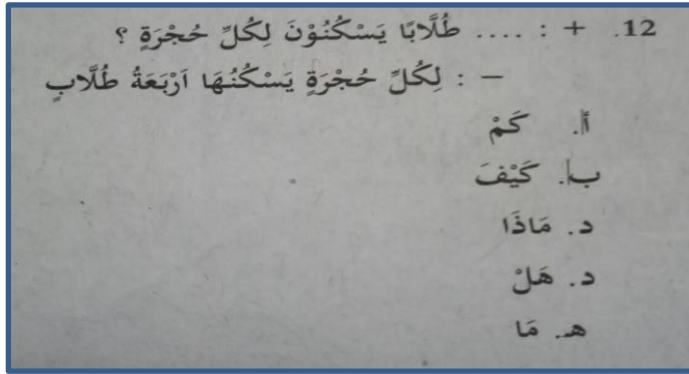 12. + : .... طُلَّابًا يَسْكُنُوْنَ لِكُلِّ حُجْرَةٍ ؟
– : لِكُلِّ حُجْرَةٍ يَسْكُنُهَا اَرْبَعَةُ طُلَّابٍ
أ. كَمْ
ب. كَيْفَ
د. مَاذَا
د. هَلْ
هـ. مَا